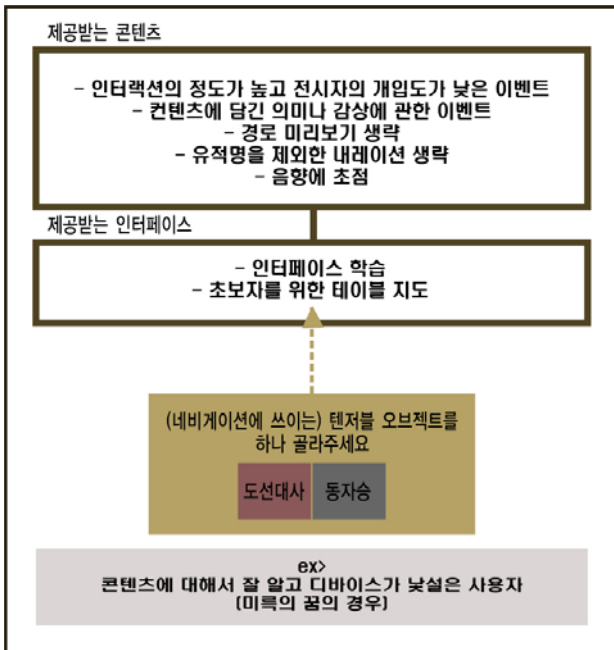 제공받는 콘텐츠
- 인터랙션의 정도가 높고 전시자의 개입도가 낮은 이벤트
- 컨텐츠에 담긴 의미나 감상에 관한 이벤트
- 경로 미리보기 생략
- 유적명을 제외한 내레이션 생략
- 음향에 초점
제공받는 인터페이스
- 인터페이스 학습
- 초보자를 위한 테이블 지도
(네비게이션에 쓰이는) 텐저블 오브젝트를
하나 골라주세요
도선대사 동자승
ex>
콘텐츠에 대해서 잘 알고 디바이스가 낯설은 사용자
(미륵의 꿈의 경우)